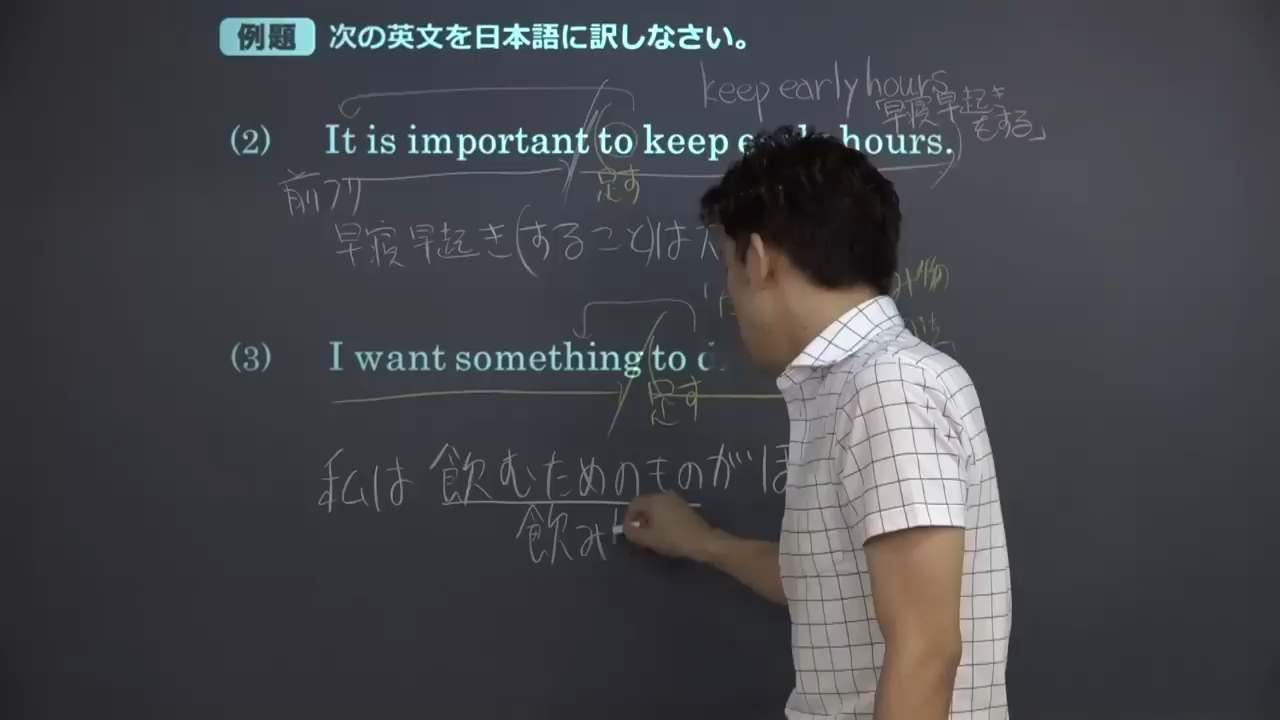 例題 次の英文を日本語に訳しなさい。
keep early hours
「早寝早起き
をする」
(2) It is important to keep hours.
足す
前フリ
早寝早起き(すること)は
(3) I want something to
足す
私は 飲むためのものが
飲み